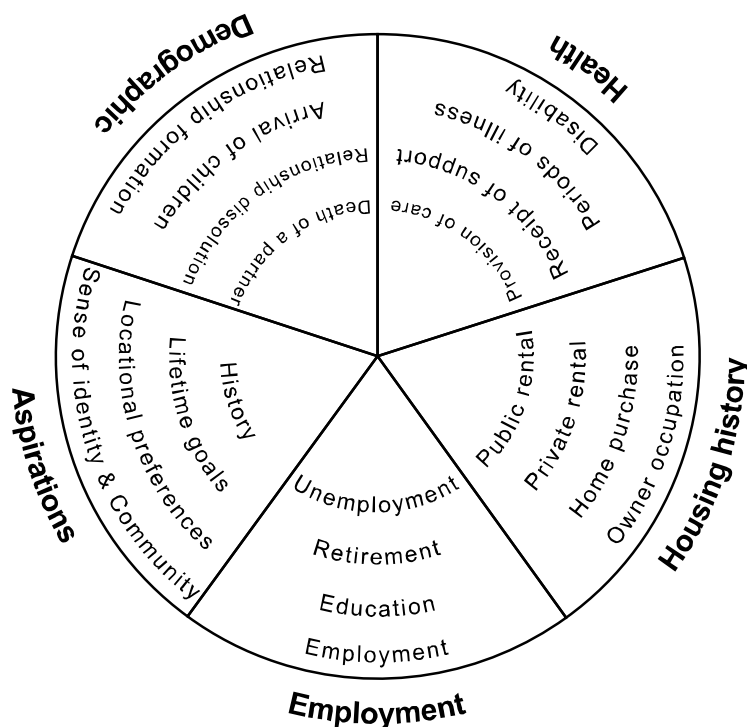 Demographic
Relationship formation
Arrival of children
Relationship dissolution
Death of a partner
Health
Disability
Periods of illness
Receipt of support
Provision of care
Housing history
Public rental
Private rental
Home purchase
Owner occupation
Employment
Unemployment
Retirement
Education
Employment
Aspirations
Sense of identity & Community
Locational preferences
Lifetime goals
History